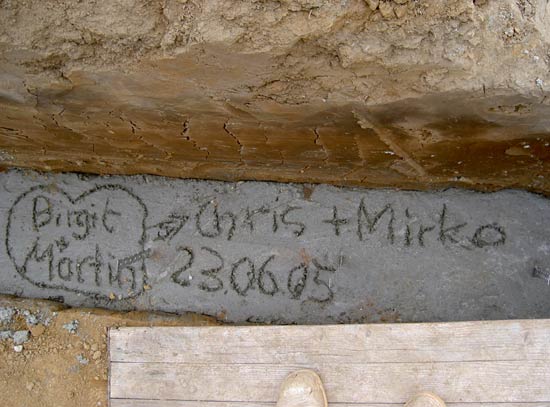 Birgit
+
Martin
=> Chris + Mirko
23.06.05